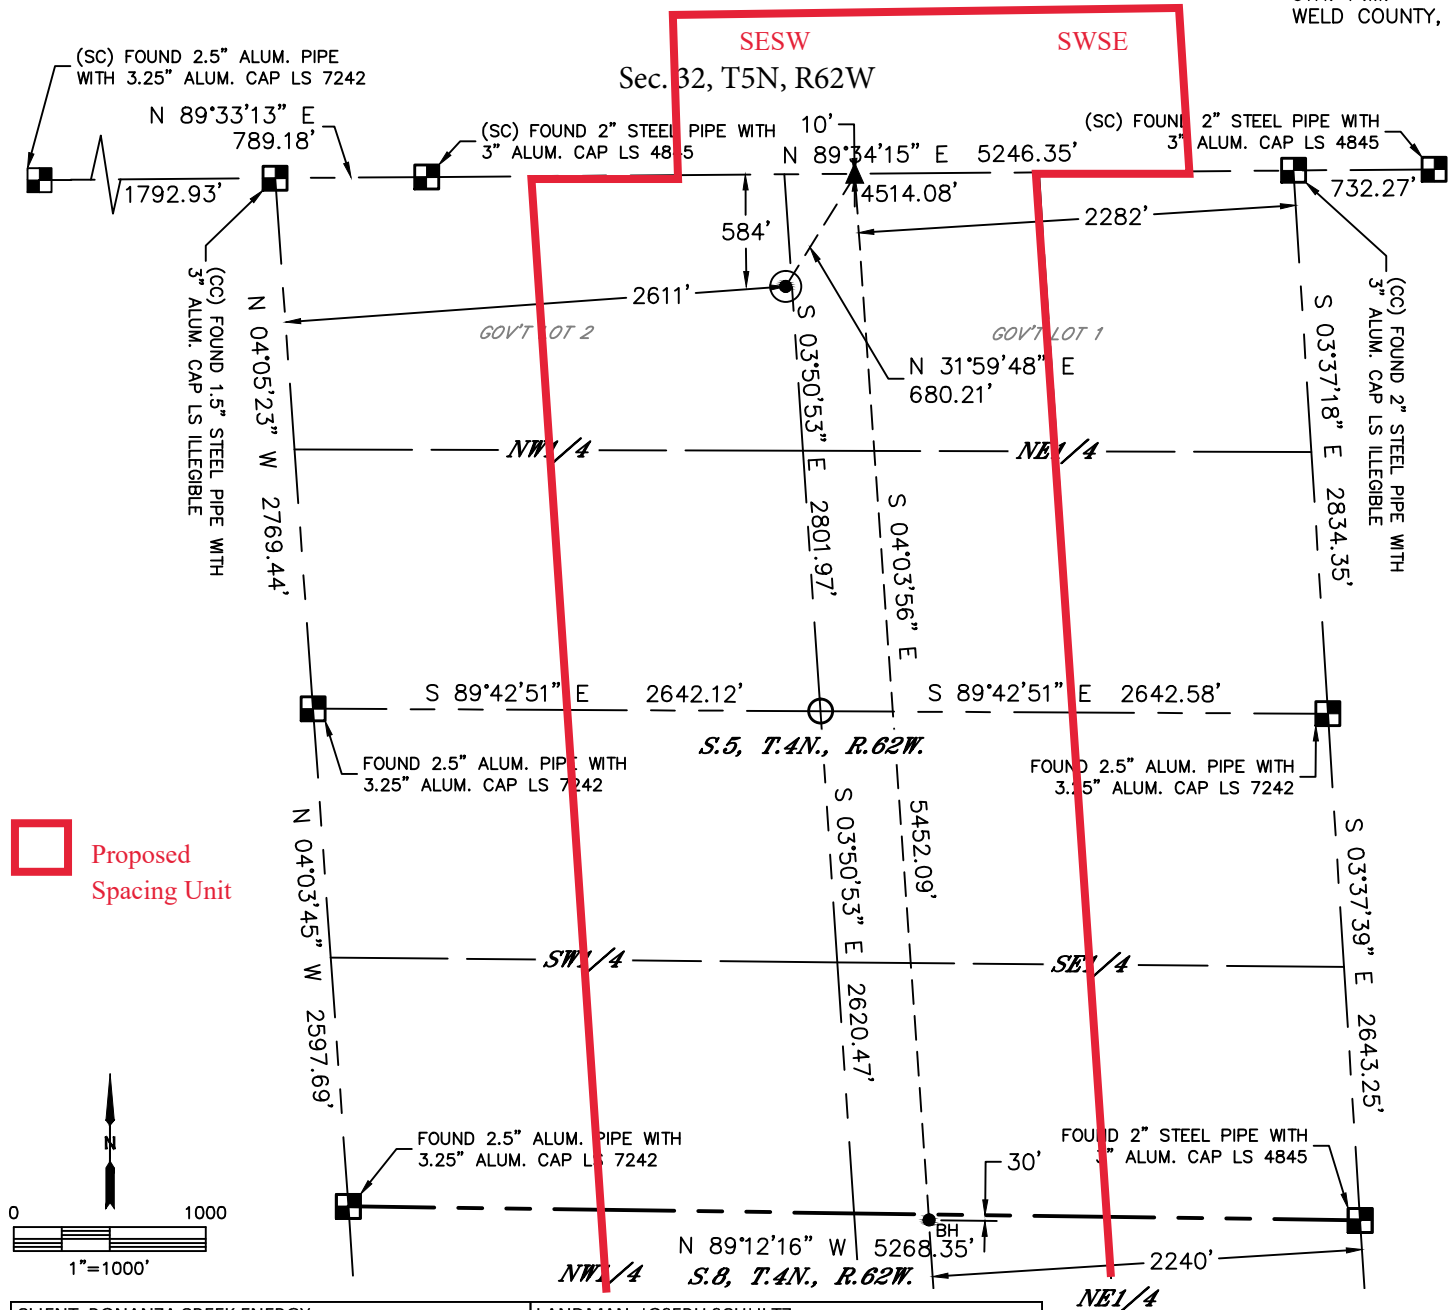 WELD COUNTY,
SESW
SWSE
Sec. 32, T5N, R62W
(SC) FOUND 2.5" ALUM. PIPE
WITH 3.25" ALUM. CAP LS 7242
N 89°33'13" E
789.18'
(SC) FOUND 2" STEEL PIPE WITH
3" ALUM. CAP LS 4845
10'
N 89°34'15" E 5246.35'
(SC) FOUND 2" STEEL PIPE WITH
3" ALUM. CAP LS 4845
1792.93'
4514.08'
732.27'
584'
2282'
2611'
(CC) FOUND 1.5" STEEL PIPE WITH
3" ALUM. CAP LS ILLEGIBLE
N 04°05'23" W 2769.44'
GOV'T LOT 2
GOV'T LOT 1
S 03°50'53" E 2801.97'
N 31°59'48" E
680.21'
S 03°37'18" E 2834.35'
(CC) FOUND 2" STEEL PIPE WITH
3" ALUM. CAP LS ILLEGIBLE
NW1/4
NE1/4
S 04°03'56" E 5452.09'
S 89°42'51" E 2642.12'
S 89°42'51" E 2642.58'
S.5, T.4N., R.62W.
FOUND 2.5" ALUM. PIPE WITH
3.25" ALUM. CAP LS 7242
FOUND 2.5" ALUM. PIPE WITH
3.25" ALUM. CAP LS 7242
Proposed
Spacing Unit
N 04°03'45" W 2597.69'
S 03°50'53" E 2620.47'
S 03°37'39" E 2643.25'
SW1/4
SE1/4
N
FOUND 2.5" ALUM. PIPE WITH
3.25" ALUM. CAP LS 7242
FOUND 2" STEEL PIPE WITH
3" ALUM. CAP LS 4845
30'
0 1000
1"=1000'
BH
N 89°12'16" W 5268.35'
2240'
NW1/4
S.8, T.4N., R.62W.
NE1/4